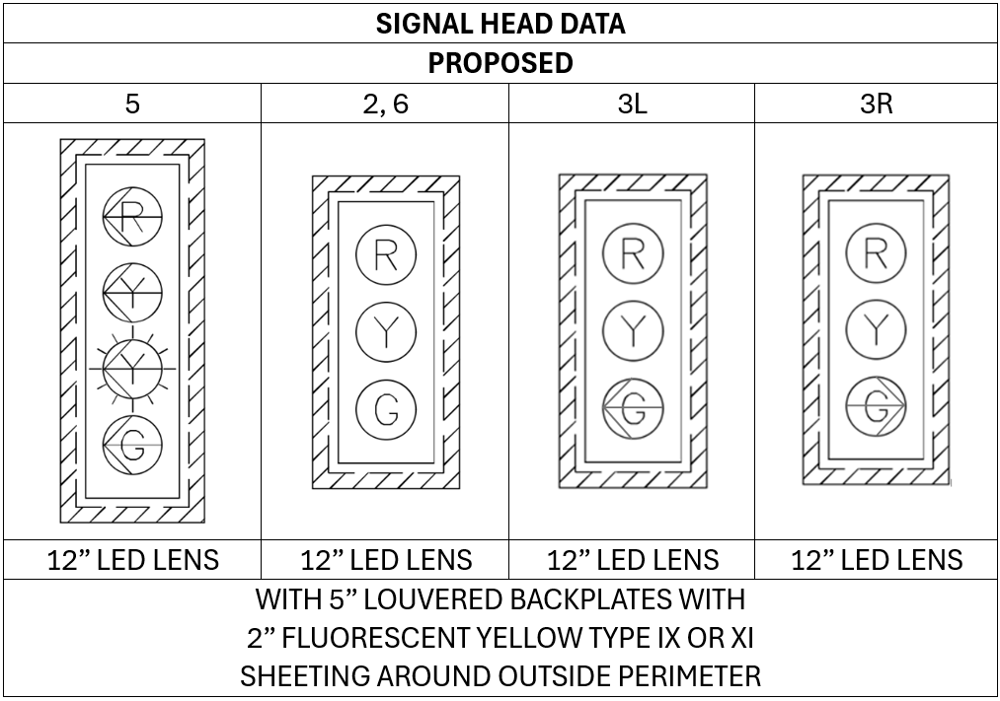 SIGNAL HEAD DATA
PROPOSED
5
2, 6
3L
3R
R
Y
Y
G
R
Y
G
R
Y
G
R
Y
G
12” LED LENS
12” LED LENS
12” LED LENS
12” LED LENS
WITH 5” LOUVERED BACKPLATES WITH
2” FLUORESCENT YELLOW TYPE IX OR XI
SHEETING AROUND OUTSIDE PERIMETER